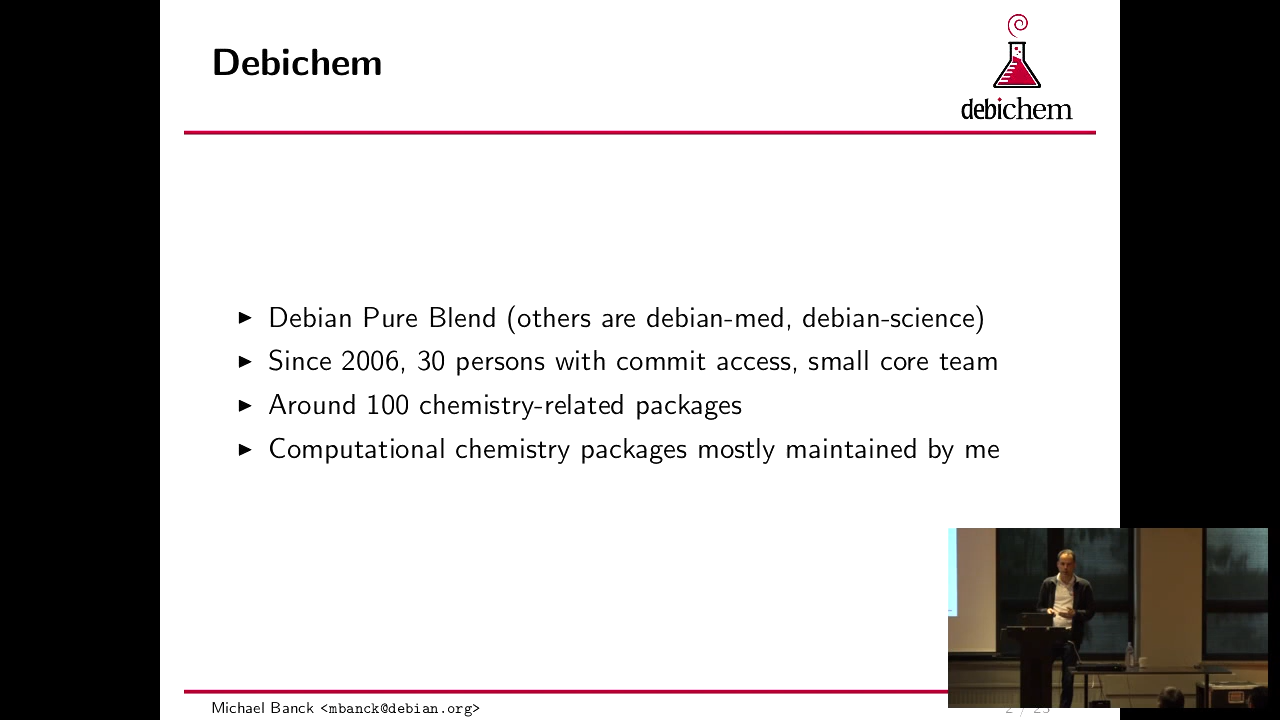 Debichem
debichem
▶ Debian Pure Blend (others are debian-med, debian-science)
▶ Since 2006, 30 persons with commit access, small core team
▶ Around 100 chemistry-related packages
▶ Computational chemistry packages mostly maintained by me
Michael Banck <mbanck@debian.org>